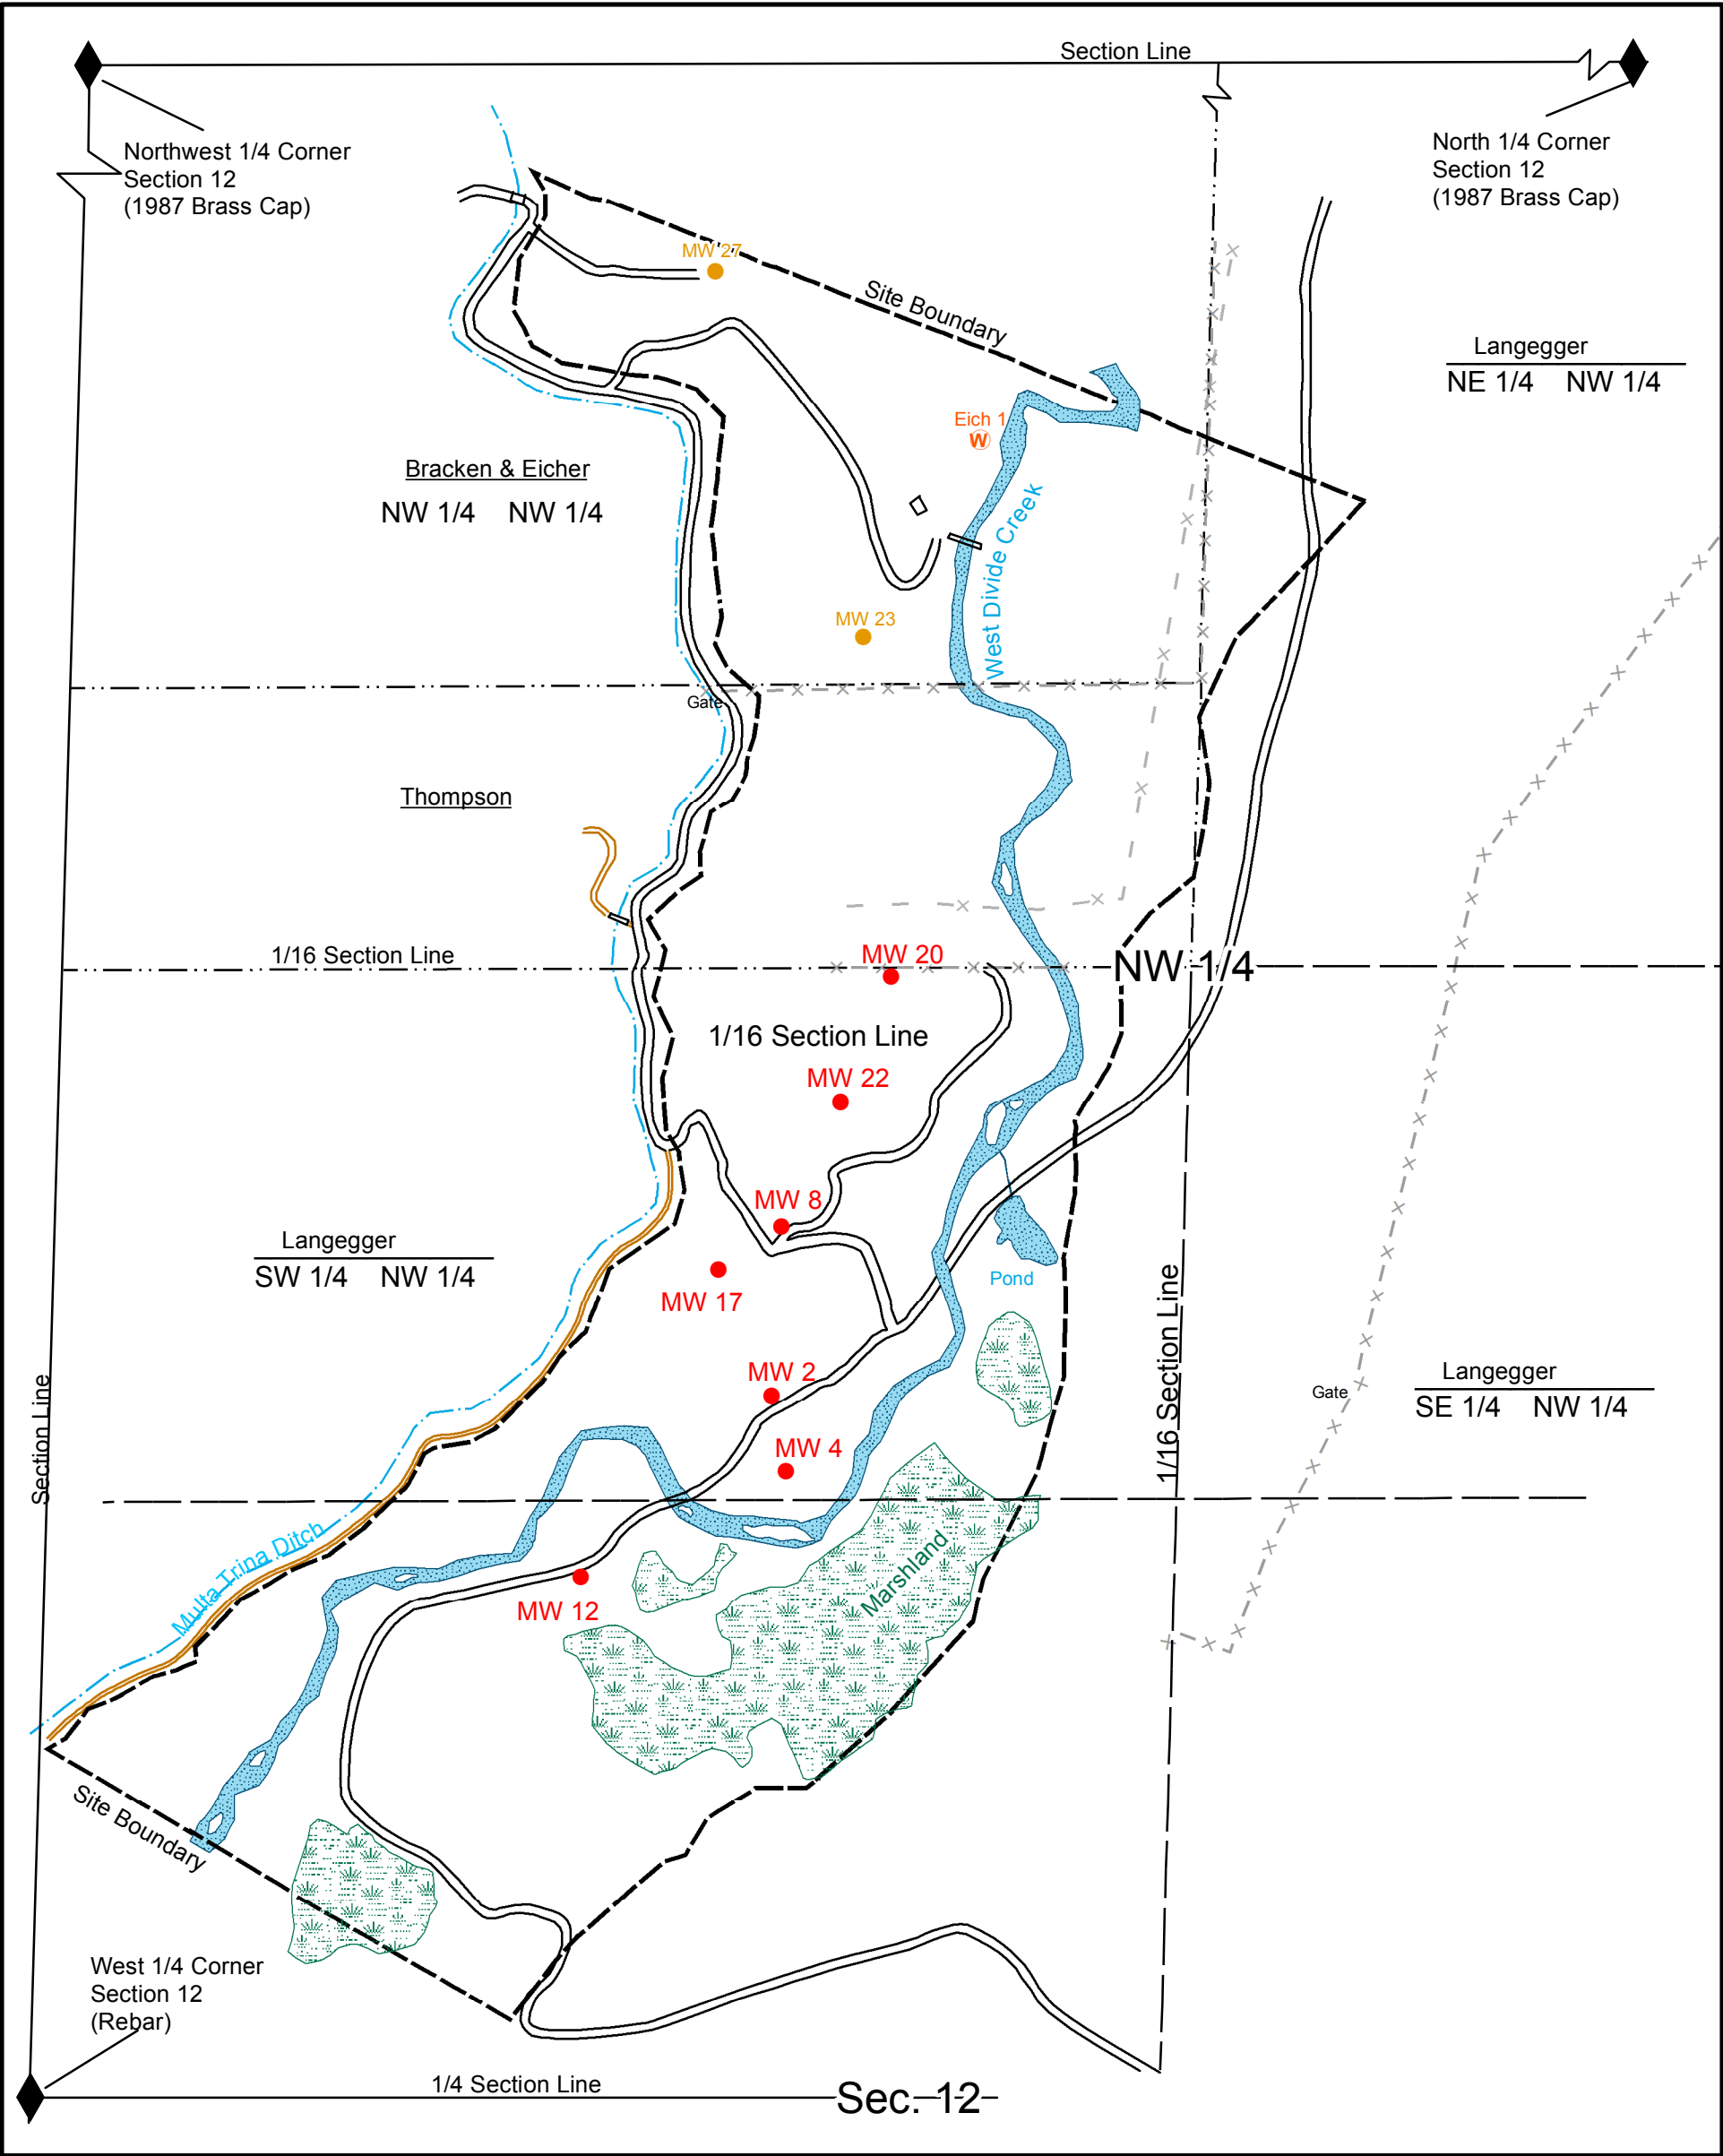 Section Line
Northwest 1/4 Corner
Section 12
(1987 Brass Cap)
North 1/4 Corner
Section 12
(1987 Brass Cap)
MW 27
Site Boundary
Langegger
NE 1/4 NW 1/4
Eich 1
W
Bracken & Eicher
NW 1/4 NW 1/4
West Divide Creek
MW 23
Gate
Thompson
1/16 Section Line
MW 20
NW 1/4
1/16 Section Line
MW 22
MW 8
Langegger
SW 1/4 NW 1/4
Pond
MW 17
1/16 Section Line
MW 2
Langegger
SE 1/4 NW 1/4
Gate
Section Line
MW 4
Multa Trina Ditch
Marshland
MW 12
Site Boundary
West 1/4 Corner
Section 12
(Rebar)
1/4 Section Line
Sec. 12